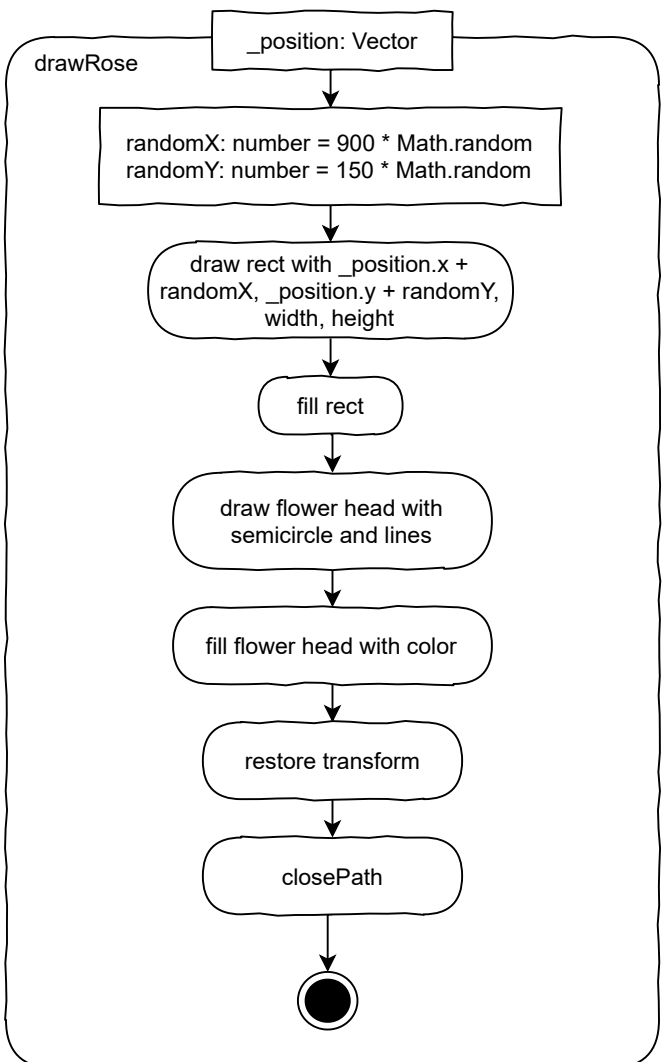 _position: Vector
drawRose
randomX: number = 900 * Math.random
randomY: number = 150 * Math.random
draw rect with _position.x +
randomX, _position.y + randomY,
width, height
fill rect
draw flower head with
semicircle and lines
fill flower head with color
restore transform
closePath